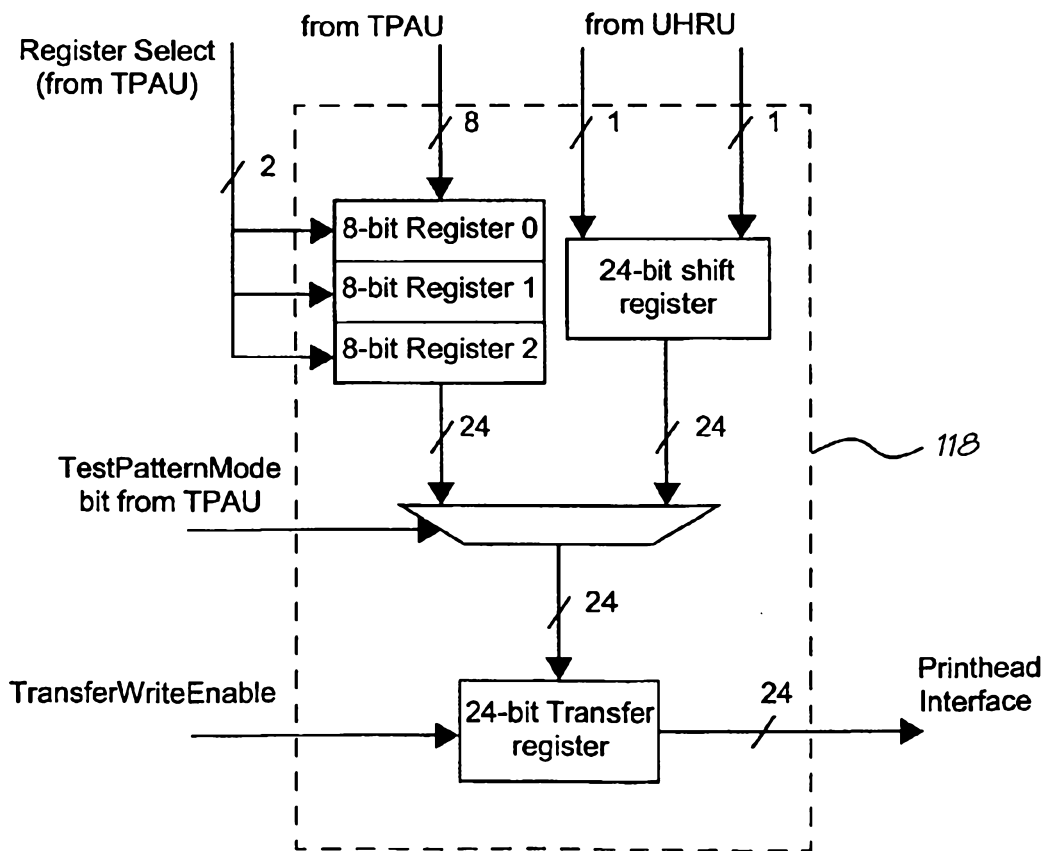 Register Select
(from TPAU)
from TPAU
from UHRU
8
1
1
2
8-bit Register 0
8-bit Register 1
8-bit Register 2
24-bit shift
register
24
24
118
TestPatternMode
bit from TPAU
24
TransferWriteEnable
24-bit Transfer
register
24
Printhead
Interface